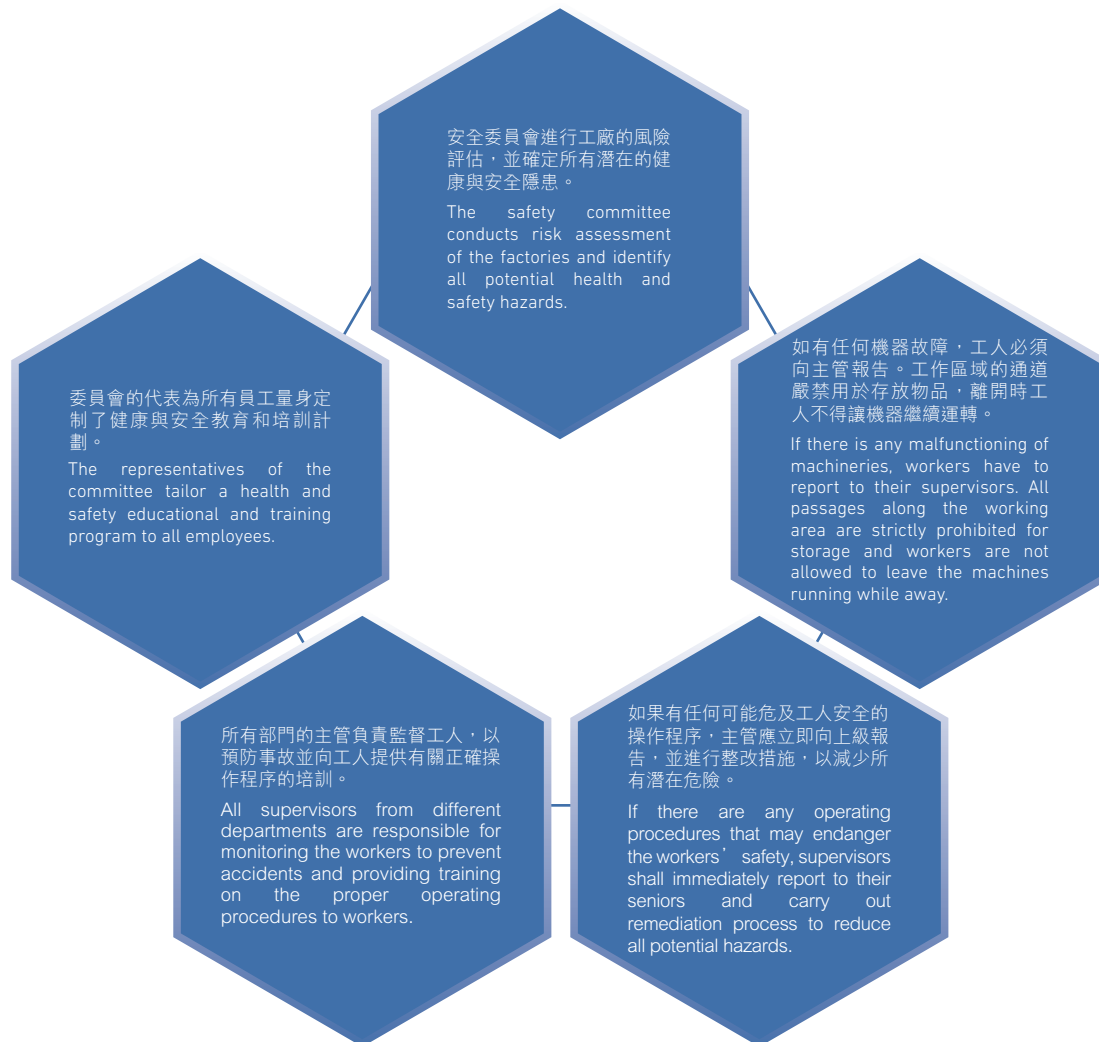 安全委員會進行工廠的風險
評估，並確定所有潛在的健
康與安全隱患。
The safety committee
conducts risk assessment
of the factories and identify
all potential health and
safety hazards.
如有任何機器故障，工人必須
向主管報告。工作區域的通道
嚴禁用於存放物品，離開時工
人不得讓機器繼續運轉。
If there is any malfunctioning of
machineries, workers have to
report to their supervisors. All
passages along the working
area are strictly prohibited for
storage and workers are not
allowed to leave the machines
running while away.
委員會的代表為所有員工量身定
制了健康與安全教育和培訓計
劃。
The representatives of the
committee tailor a health and
safety educational and training
program to all employees.
所有部門的主管負責監督工人，以
預防事故並向工人提供有關正確操
作程序的培訓。
All supervisors from different
departments are responsible for
monitoring the workers to prevent
accidents and providing training
on the proper operating
procedures to workers.
如果有任何可能危及工人安全的
操作程序，主管應立即向上級報
告，並進行整改措施，以減少所
有潛在危險。
If there are any operating
procedures that may endanger
the workers’ safety, supervisors
shall immediately report to their
seniors and carry out
remediation process to reduce
all potential hazards.